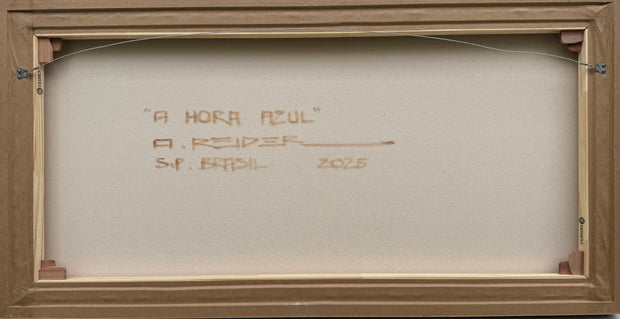 "A HORA AZUL"
A. REIDER
S.P. BRASIL 2025